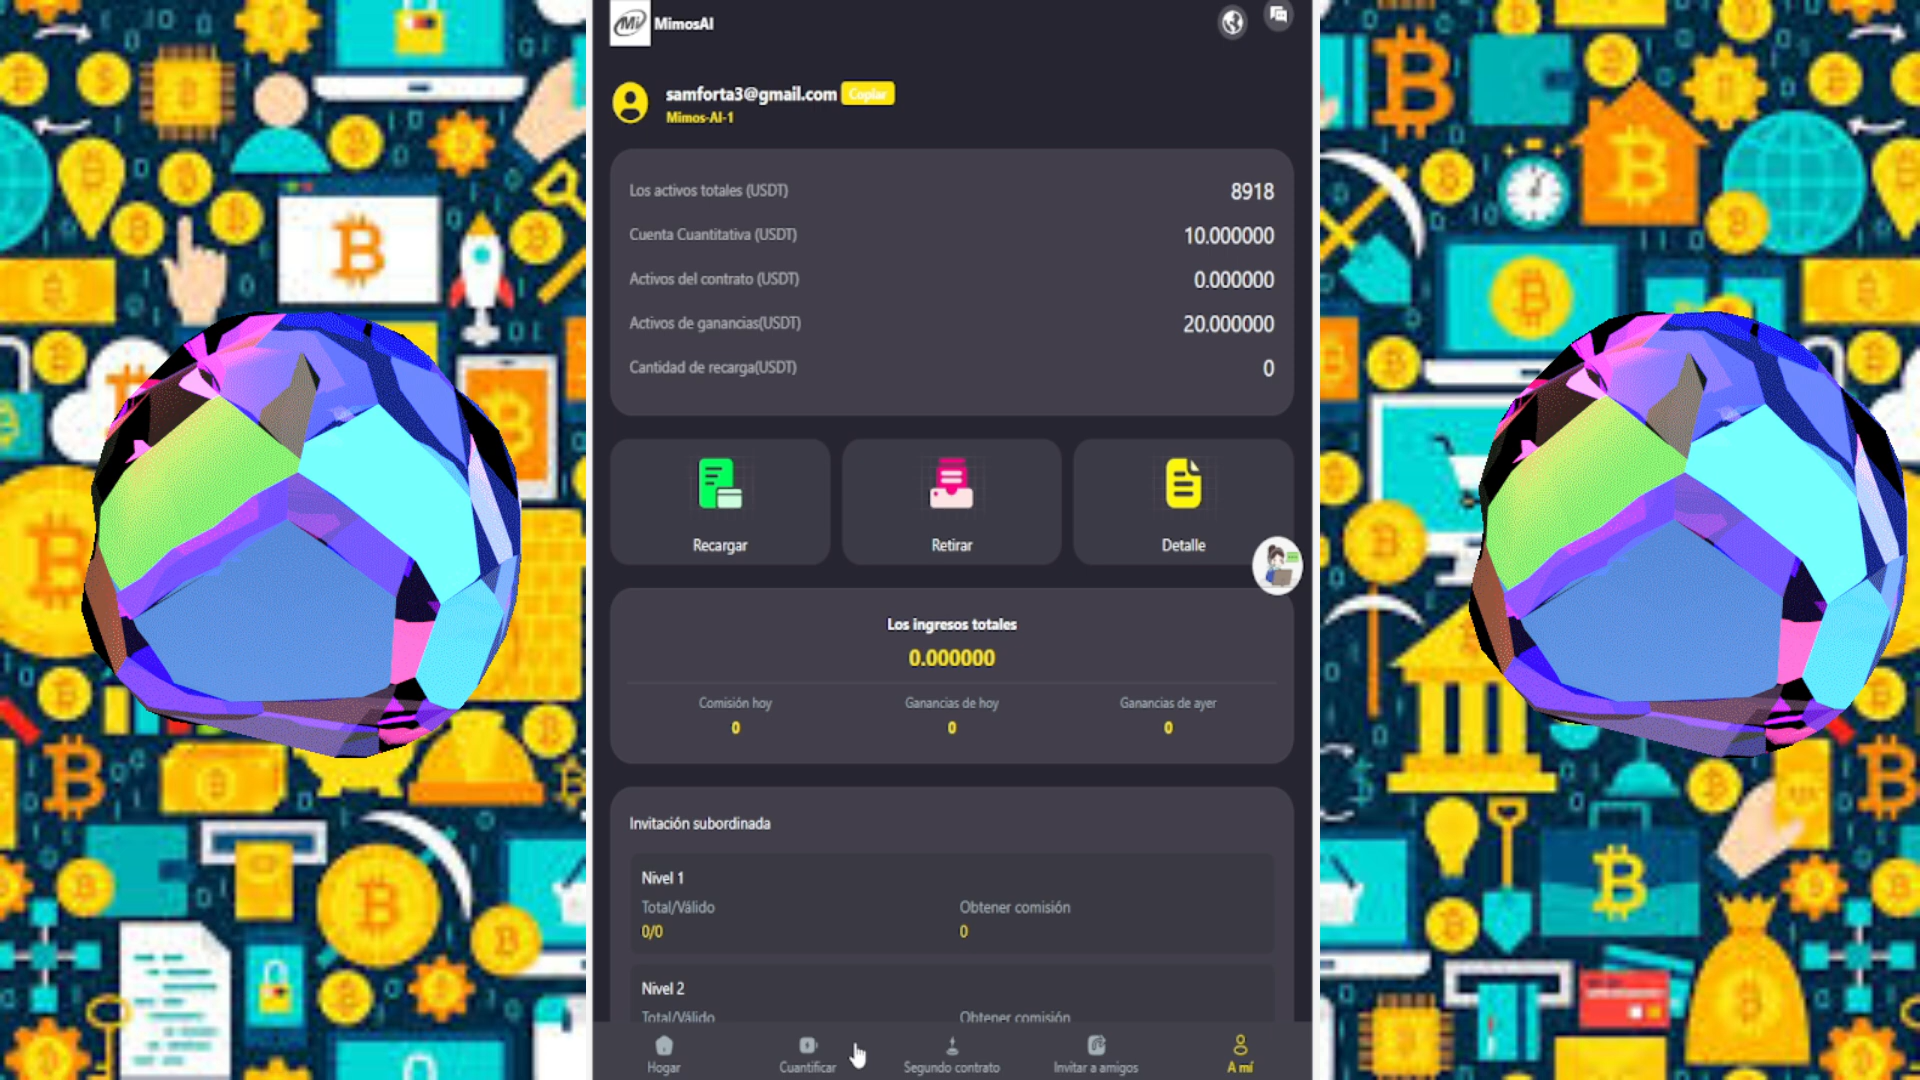 MimosAI
samforta3@gmail.com Copiar
Mimos-AI-1
Los activos totales (USDT) 8918
Cuenta Cuantitativa (USDT) 10.000000
Activos del contrato (USDT) 0.000000
Activos de ganancias(USDT) 20.000000
Cantidad de recarga(USDT) 0
Recargar Retirar Detalle
Los ingresos totales
0.000000
Comisión hoy Ganancias de hoy Ganancias de ayer
0 0 0
Invitación subordinada
Nivel 1
Total/Válido Obtener comisión
0/0 0
Nivel 2
Total/Válido Obtener comisión
Hogar Cuantificar Segundo contrato Invitar a amigos A mí